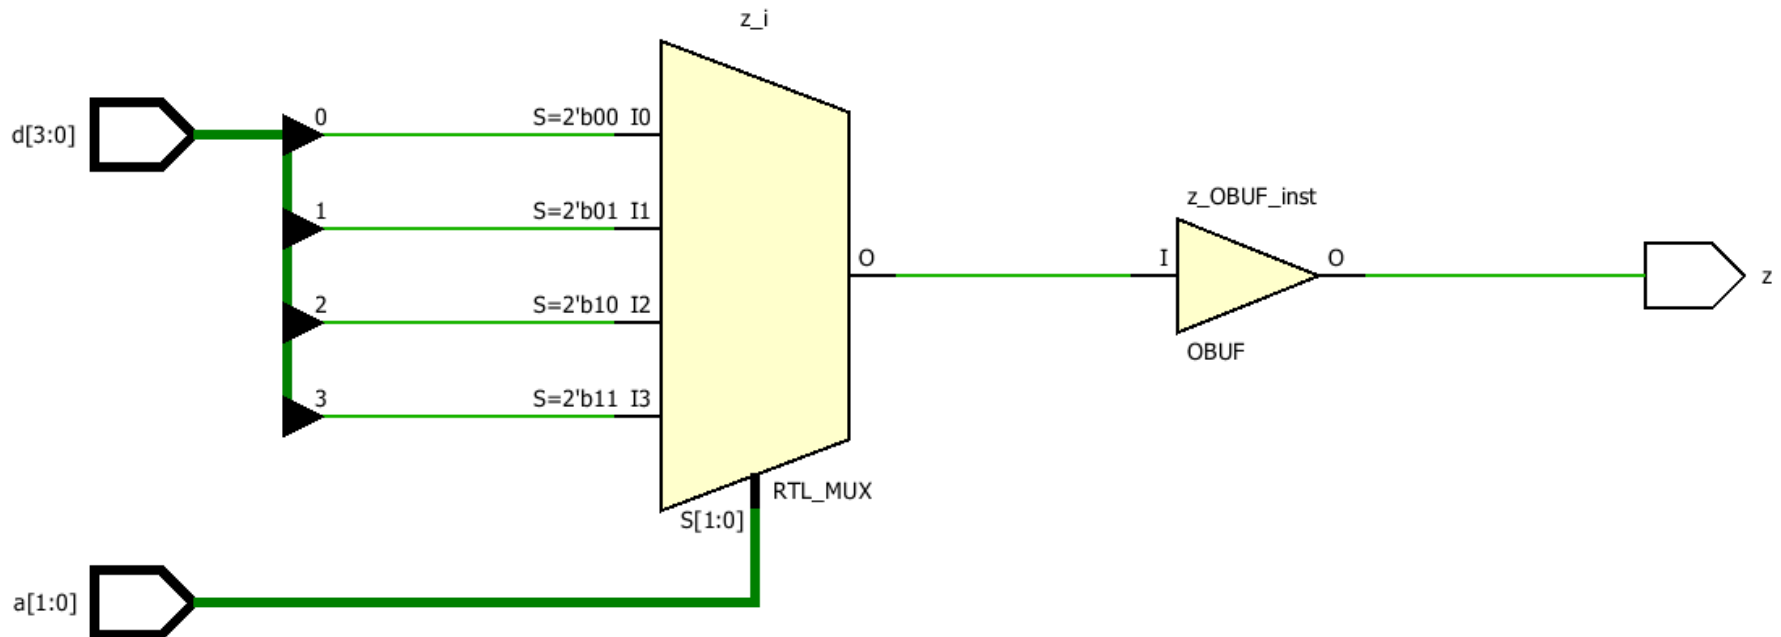 z_i
d[3:0]
0
S=2'b00 I0
1
S=2'b01 I1
2
S=2'b10 I2
3
S=2'b11 I3
O
z_OBUF_inst
I
O
OBUF
z
RTL_MUX
S[1:0]
a[1:0]